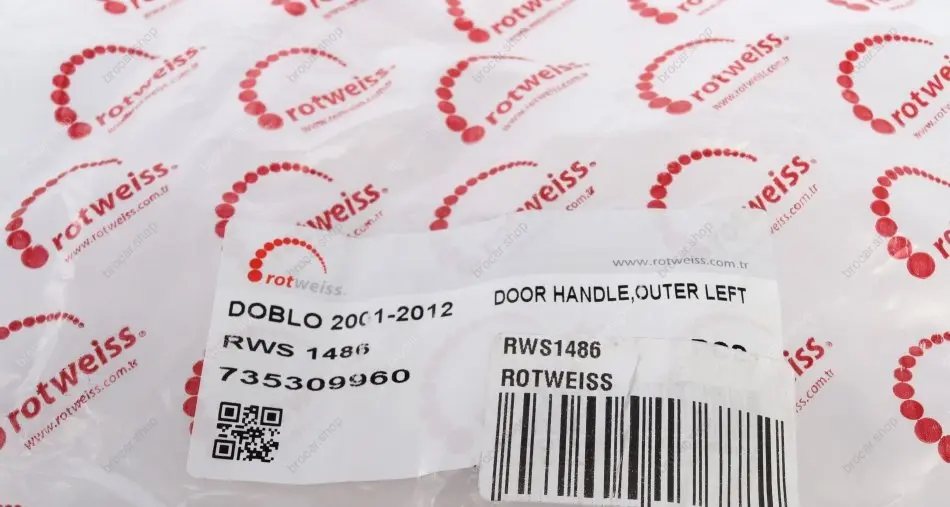 rotweiss
www.rotweiss.com.tr
rotweiss.
www.rotweiss.com.tr
DOBLO 2001-2012
DOOR HANDLE,OUTER LEFT
RWS 1486
735309960
RWS1486
ROTWEISS
brocar.shop